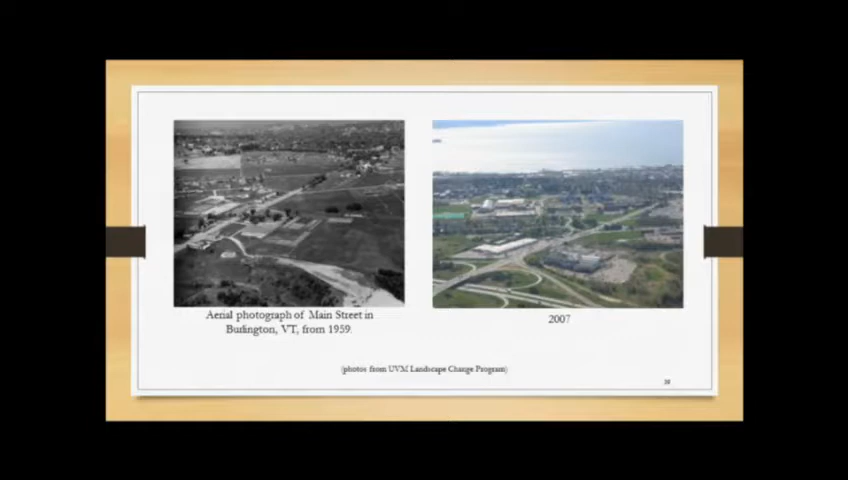 Aerial photograph of Main Street in
Burlington, VT, from 1959.
2007
(photos from UVM Landscape Change Program)